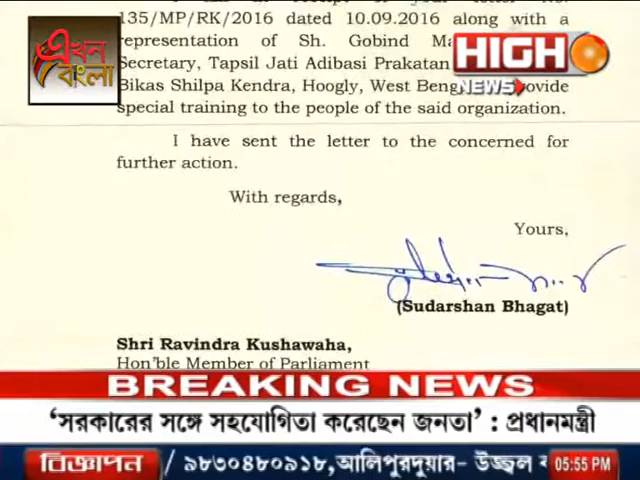 135/MP/RK/2016 dated 10.09.2016 along with a
representation of Sh. Gobind
Secretary, Tapsil Jati Adibasi Prakatan
Bikas Shilpa Kendra, Hoogly, West
special training to the people of the said organization.
I have sent the letter to the concerned for
further action.
With regards,
Yours,
(Sudarshan Bhagat)
Shri Ravindra Kushawaha,
Hon'ble Member of Parliament
এখন
বাংলা
HIGH
NEWS
BREAKING NEWS
‘সরকারের সঙ্গে সহযোগিতা করেছেন জনতা’ : প্রধানমন্ত্রী
বিজ্ঞাপন / ৯৮৩০৪৮০৯১৮, আলিপুরদুয়ার- উজ্জ্বল
05:55 PM